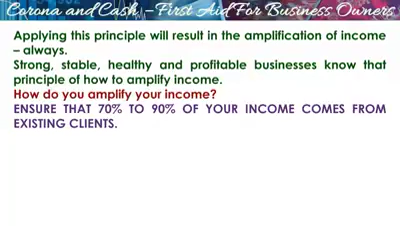 Corona and Cash – First Aid For Business Owners
Applying this principle will result in the amplification of income
– always.
Strong, stable, healthy and profitable businesses know that
principle of how to amplify income.
How do you amplify your income?
ENSURE THAT 70% TO 90% OF YOUR INCOME COMES FROM
EXISTING CLIENTS.